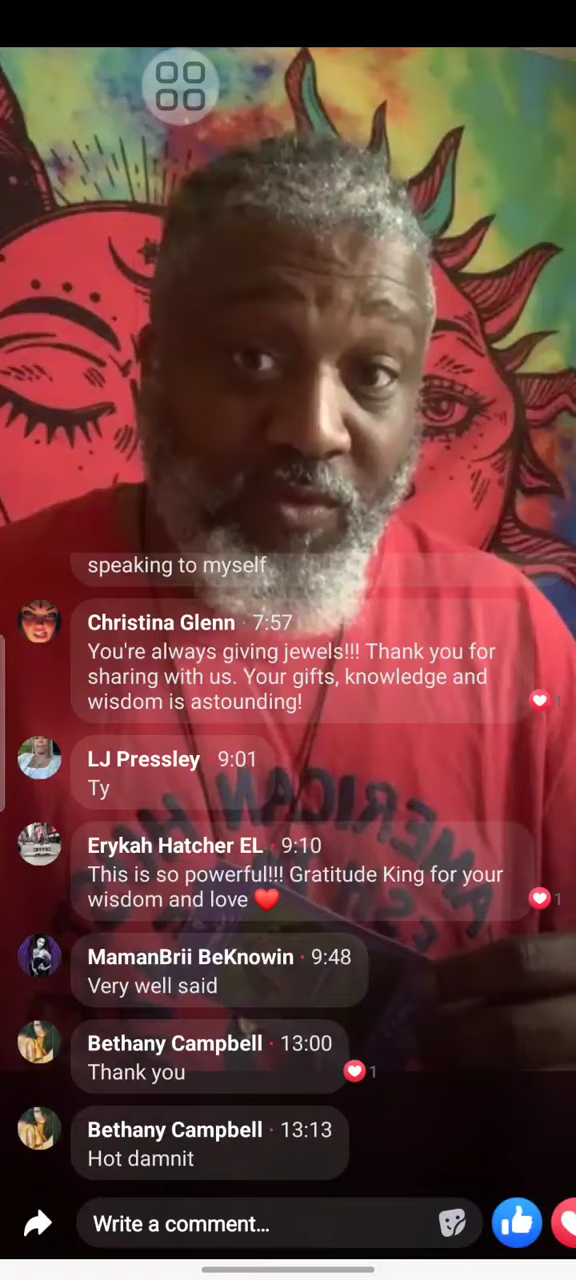 speaking to myself
Christina Glenn · 7:57
You're always giving jewels!!! Thank you for
sharing with us. Your gifts, knowledge and
wisdom is astounding!
1
LJ Pressley 9:01
Ty
Erykah Hatcher EL · 9:10
This is so powerful!!! Gratitude King for your
wisdom and love ❤️
1
MamanBrii BeKnowin · 9:48
Very well said
Bethany Campbell · 13:00
Thank you
1
Bethany Campbell · 13:13
Hot damnit
Write a comment...